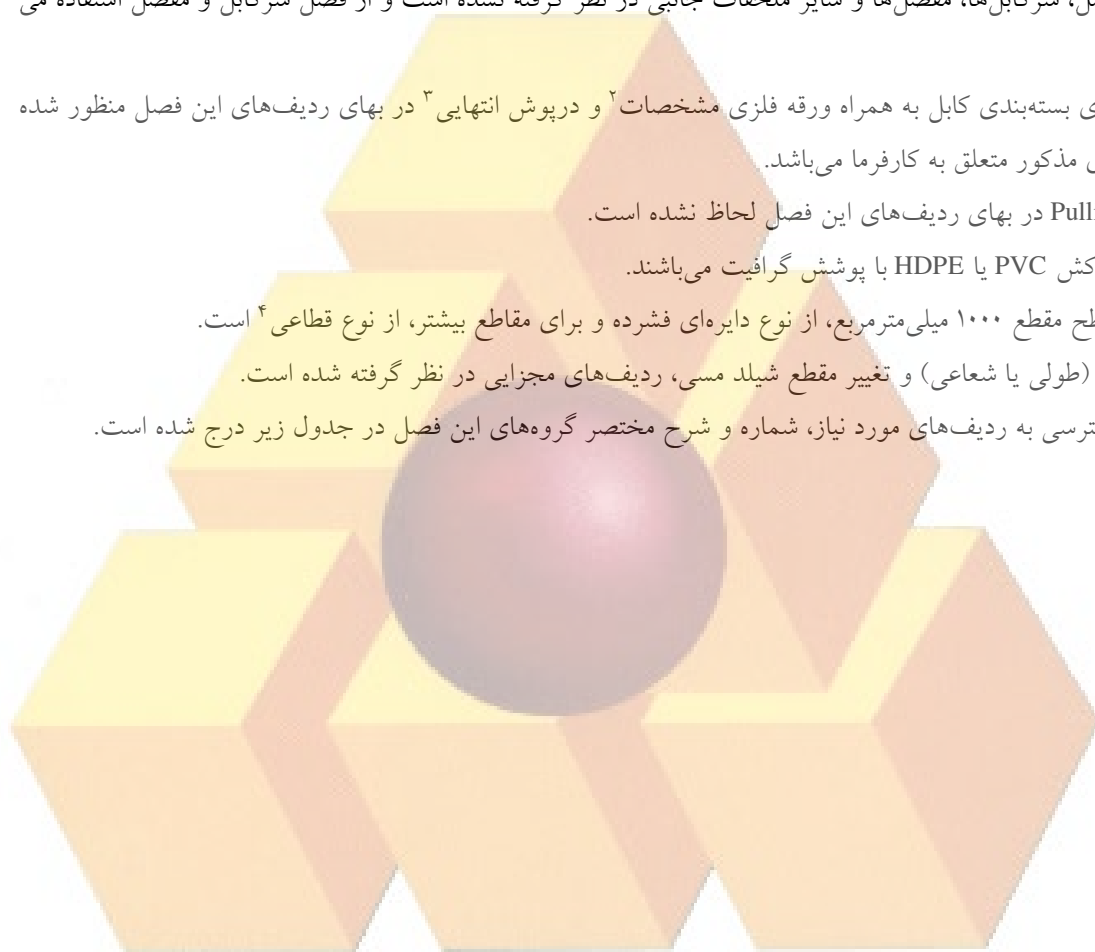 سرکابل‌ها، مفصل‌ها و سایر ملحقات جانبی در نظر گرفته نشده است و از فصل سرکابل و مفصل استفاده می
بسته‌بندی کابل به همراه ورقه فلزی مشخصات۲ و درپوش انتهایی۳ در بهای ردیف‌های این فصل منظور شده
مذکور متعلق به کارفرما می‌باشد.
در بهای ردیف‌های این فصل لحاظ نشده است.
PVC یا HDPE با پوشش گرافیت می‌باشند.
مقطع ۱۰۰۰ میلی‌مترمربع، از نوع دایره‌ای فشرده و برای مقاطع بیشتر، از نوع قطاعی۴ است.
(طولی یا شعاعی) و تغییر مقطع شیلد مسی، ردیف‌های مجزایی در نظر گرفته شده است.
به ردیف‌های مورد نیاز، شماره و شرح مختصر گروه‌های این فصل در جدول زیر درج شده است.